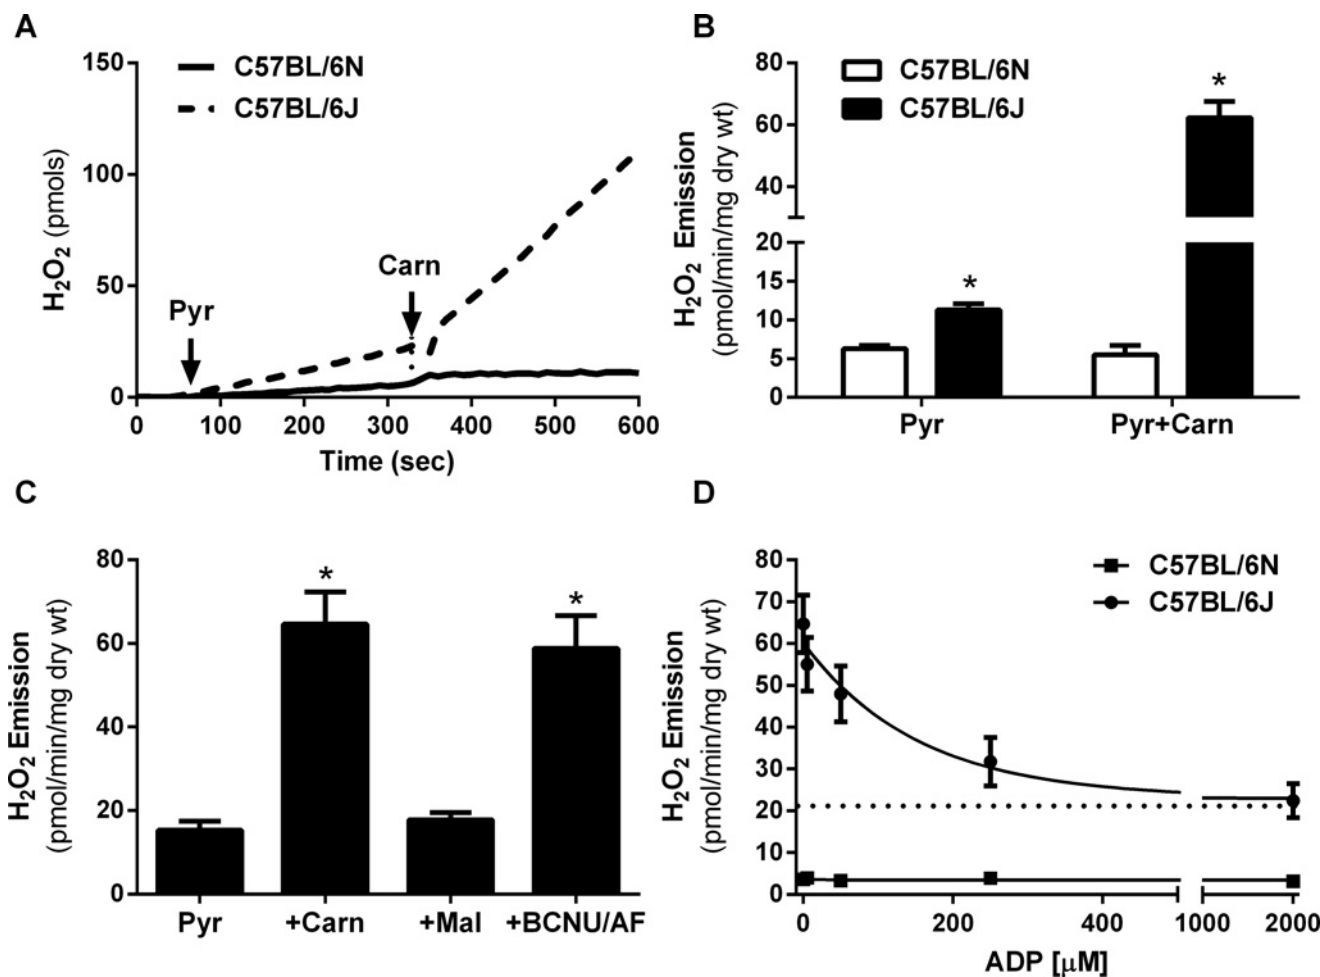 A
C57BL/6N
C57BL/6J
150
100
50
0
H2O2 (pmols)
Pyr
Carn
0 100 200 300 400 500 600
Time (sec)
B
C57BL/6N
C57BL/6J
80
60
40
20
15
10
5
0
H2O2 Emission
(pmol/min/mg dry wt)
*
*
Pyr Pyr+Carn
C
80
60
40
20
0
H2O2 Emission
(pmol/min/mg dry wt)
*
*
Pyr +Carn +Mal +BCNU/AF
D
C57BL/6N
C57BL/6J
80
70
60
50
40
30
20
10
0
H2O2 Emission
(pmol/min/mg dry wt)
0 200 400 1000 2000
ADP [μM]